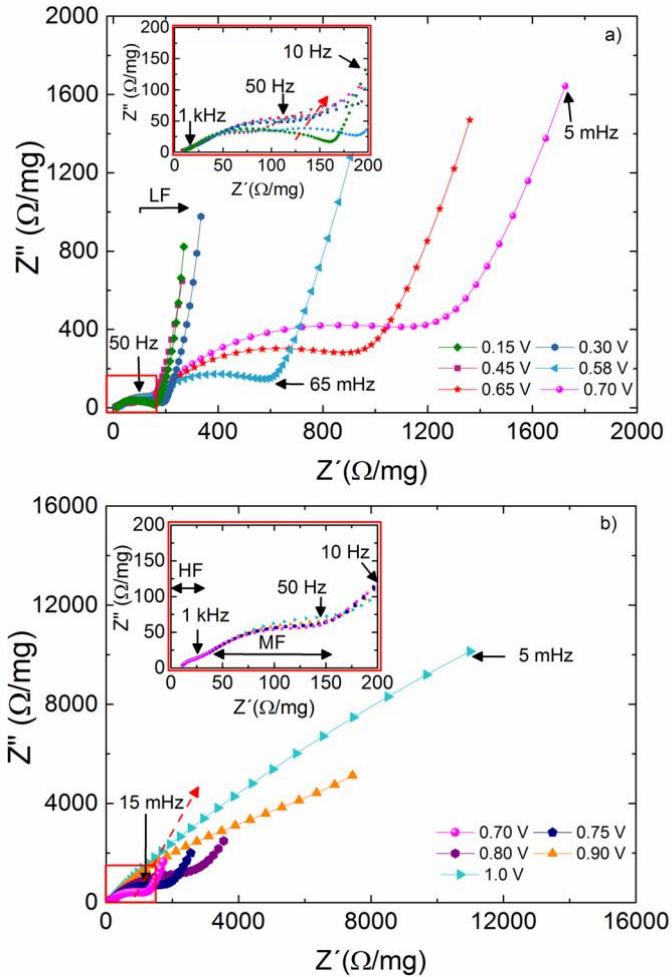 a)
Z'' (Ω/mg)
1600
1200
800
400
0
0 400 800 1200 1600 2000
Z´(Ω/mg)
LF
50 Hz
65 mHz
5 mHz
0.15 V 0.30 V
0.45 V 0.58 V
0.65 V 0.70 V
Z'' (Ω/mg)
200
150
100
50
0
0 50 100 150 200
Z´(Ω/mg)
1 kHz
50 Hz
10 Hz
b)
Z'' (Ω/mg)
16000
12000
8000
4000
0
0 4000 8000 12000 16000
Z´(Ω/mg)
15 mHz
5 mHz
0.70 V 0.75 V
0.80 V 0.90 V
1.0 V
Z'' (Ω/mg)
200
150
100
50
0
0 50 100 150 200
Z´(Ω/mg)
HF
1 kHz
MF
50 Hz
10 Hz